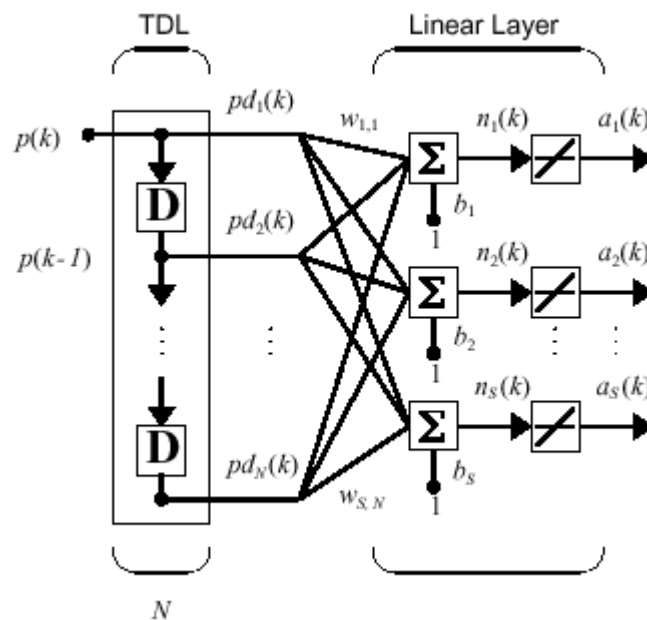 TDL
Linear Layer
pd₁(k)
w₁,₁
n₁(k)
a₁(k)
p(k)
Σ
D
b₁
pd₂(k)
1
p(k-1)
n₂(k)
a₂(k)
Σ
b₂
1
nS(k)
aS(k)
Σ
D
pdN(k)
bS
wS, N
1
N